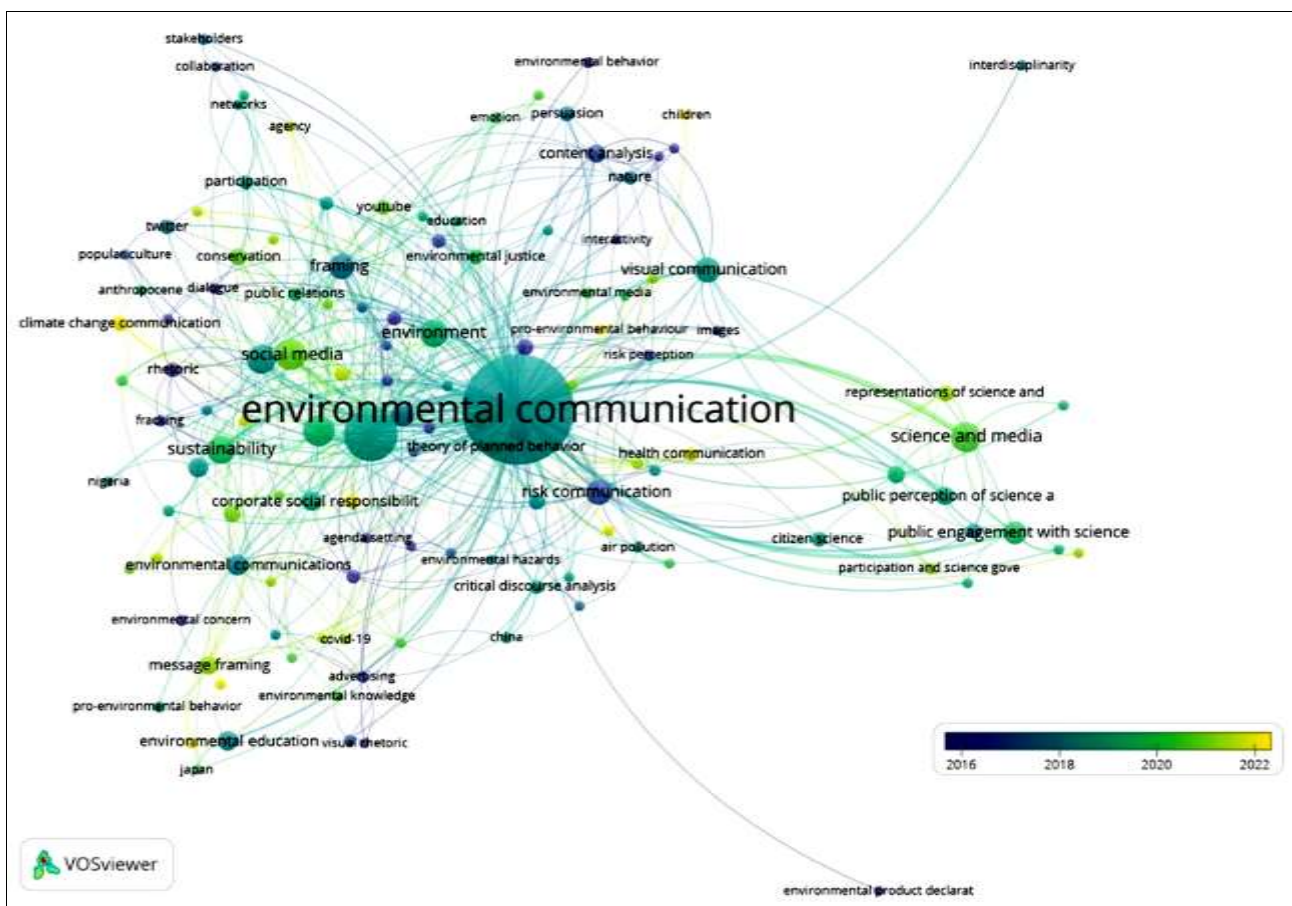 stakeholders
collaboration
environmental behavior
interdisciplinarity
networks
emotion
persuasion
children
agency
content analysis
nature
participation
youtube
education
twitter
interactivity
popular culture
conservation
framing
environmental justice
visual communication
anthropocene
dialogue
public relations
environmental media
climate change communication
environment
pro-environmental behaviour
images
social media
risk perception
rhetoric
representations of science and
environmental communication
fracking
science and media
sustainability
theory of planned behavior
health communication
nigeria
risk communication
public perception of science a
corporate social responsibilit
agenda setting
air pollution
citizen science
public engagement with science
environmental communications
environmental hazards
participation and science gove
critical discourse analysis
environmental concern
covid-19
china
message framing
advertising
environmental knowledge
pro-environmental behavior
environmental education
visual rhetoric
japan
2016
2018
2020
2022
VOSviewer
environmental product declarat